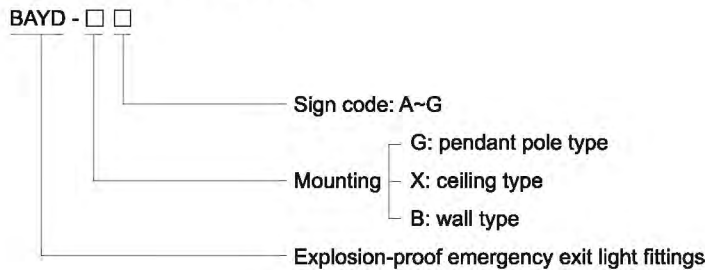 BAYD - □ □
Sign code: A~G
G: pendant pole type
Mounting
X: ceiling type
B: wall type
Explosion-proof emergency exit light fittings